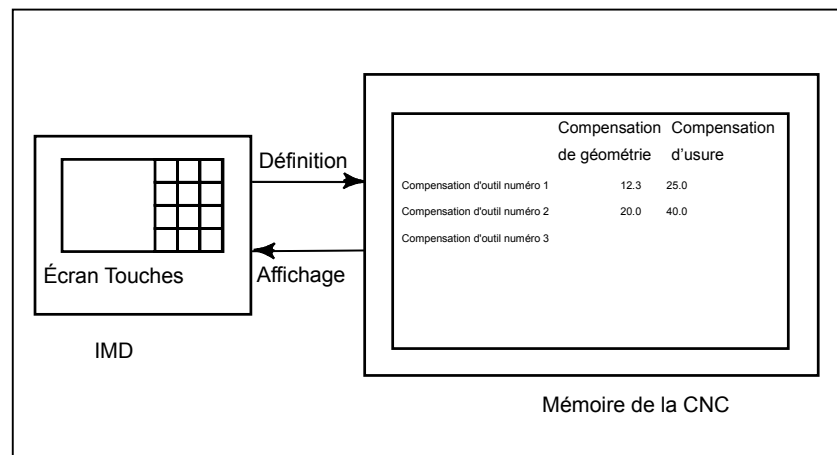 Compensation Compensation
de géométrie d'usure
Compensation d'outil numéro 1 12.3 25.0
Compensation d'outil numéro 2 20.0 40.0
Compensation d'outil numéro 3
Définition
Affichage
Écran Touches
IMD
Mémoire de la CNC